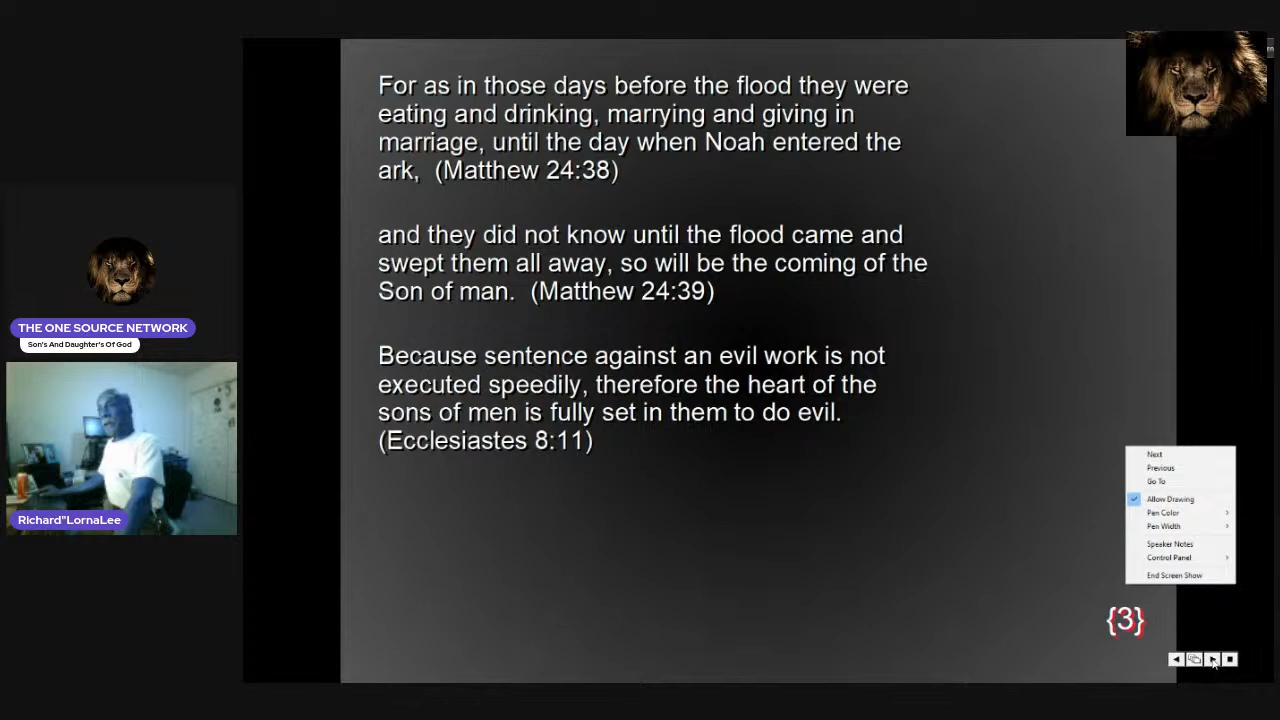 For as in those days before the flood they were
eating and drinking, marrying and giving in
marriage, until the day when Noah entered the
ark,  (Matthew 24:38)
and they did not know until the flood came and
swept them all away, so will be the coming of the
Son of man.  (Matthew 24:39)
Because sentence against an evil work is not
executed speedily, therefore the heart of the
sons of men is fully set in them to do evil.
(Ecclesiastes 8:11)
THE ONE SOURCE NETWORK
Son's And Daughter's Of God
Richard"LornaLee
Next
Previous
Go To
Allow Drawing
Pen Color
Pen Width
Speaker Notes
Control Panel
End Screen Show
{3}